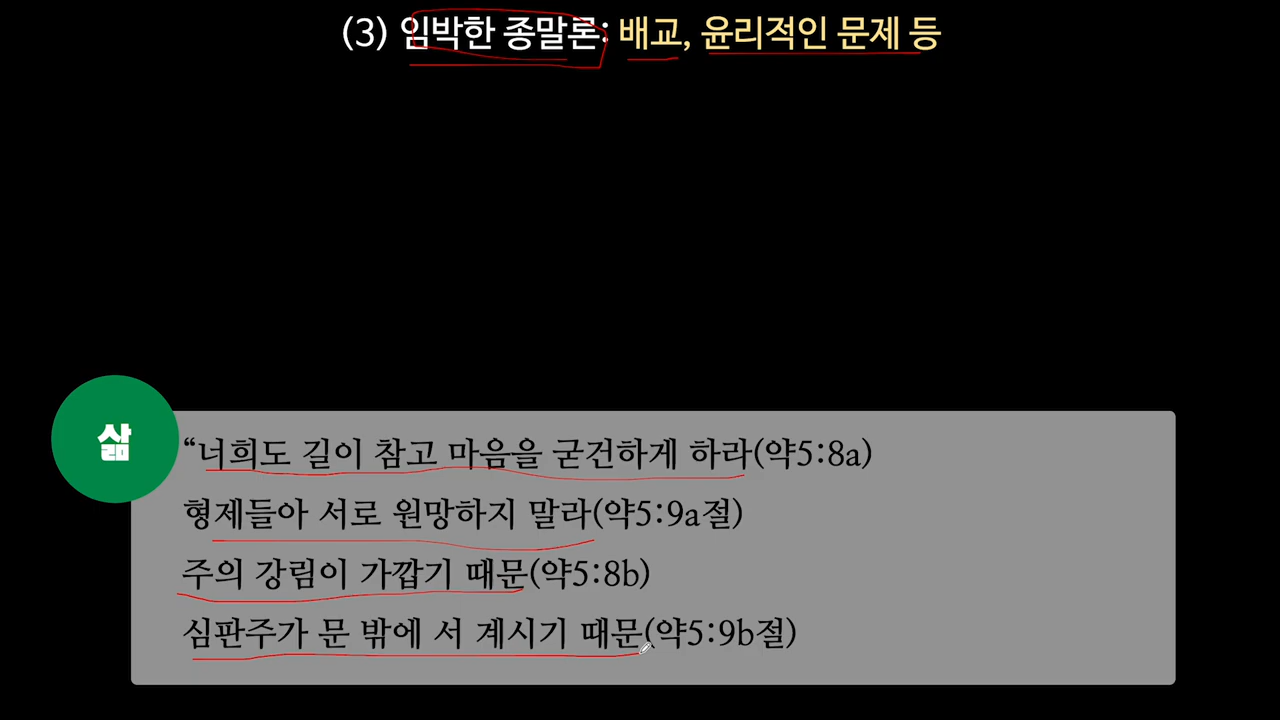 (3) 임박한 종말론: 배교, 윤리적인 문제 등
삶
“너희도 길이 참고 마음을 굳건하게 하라(약5:8a)
형제들아 서로 원망하지 말라(약5:9a절)
주의 강림이 가깝기 때문(약5:8b)
심판주가 문 밖에 서 계시기 때문(약5:9b절)